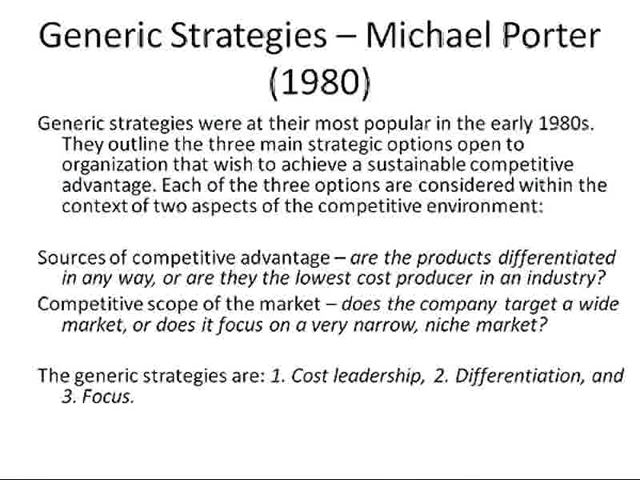 Generic Strategies – Michael Porter
(1980)
Generic strategies were at their most popular in the early 1980s.
They outline the three main strategic options open to
organization that wish to achieve a sustainable competitive
advantage. Each of the three options are considered within the
context of two aspects of the competitive environment:
Sources of competitive advantage – are the products differentiated
in any way, or are they the lowest cost producer in an industry?
Competitive scope of the market – does the company target a wide
market, or does it focus on a very narrow, niche market?
The generic strategies are: 1. Cost leadership, 2. Differentiation, and
3. Focus.